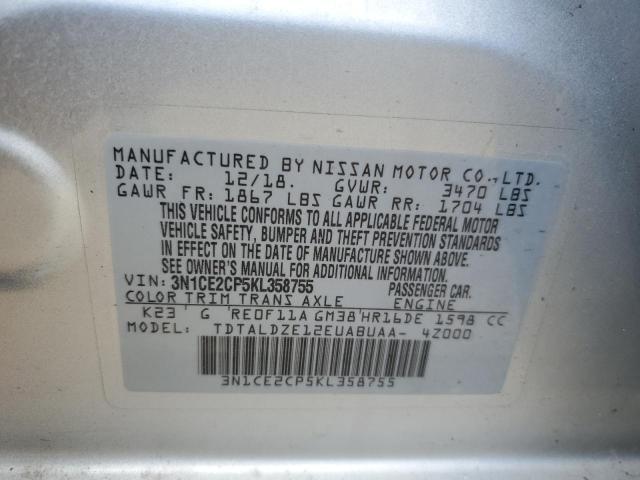 MANUFACTURED BY NISSAN MOTOR CO., LTD.
DATE: 12/18. GVWR: 3470 LBS
GAWR FR: 1867 LBS GAWR RR: 1704 LBS
THIS VEHICLE CONFORMS TO ALL APPLICABLE FEDERAL MOTOR
VEHICLE SAFETY, BUMPER AND THEFT PREVENTION STANDARDS
IN EFFECT ON THE DATE OF MANUFACTURE SHOWN ABOVE.
SEE OWNER'S MANUAL FOR ADDITIONAL INFORMATION.
VIN: 3N1CE2CP5KL358755 PASSENGER CAR.
COLOR TRIM TRANS AXLE ENGINE
K23 G RE0F11A GM38 HR16DE 1598 CC
MODEL: TDTALDZE12EUABUAA- 4Z000
3N1CE2CP5KL358755